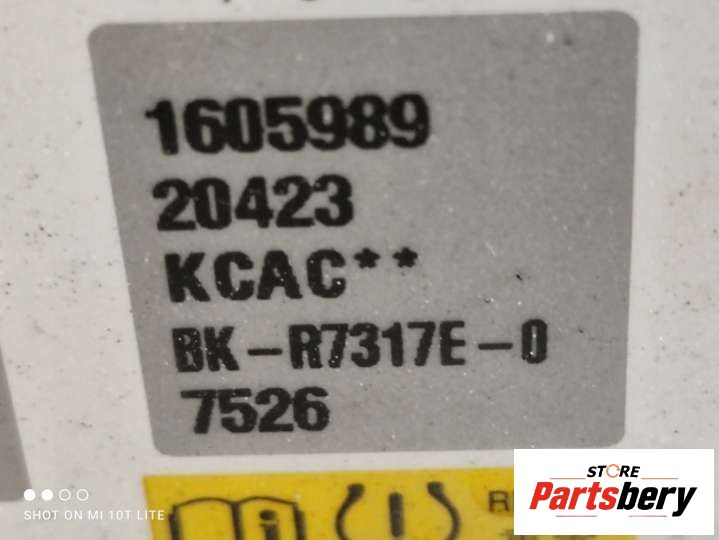 1605989
20423
KCAC**
BK-R7317E-0
7526
SHOT ON MI 10T LITE
STORE
Partsbery